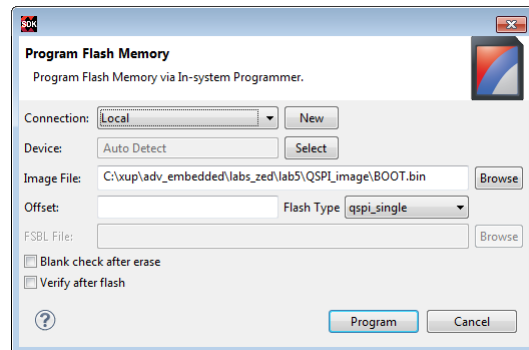 SDK
Program Flash Memory
Program Flash Memory via In-system Programmer.
Connection: Local New
Device: Auto Detect Select
Image File: C:\xup\adv_embedded\labs_zed\lab5\QSPI_image\BOOT.bin Browse
Offset: Flash Type qspi_single
FSBL File: Browse
Blank check after erase
Verify after flash
? Program Cancel